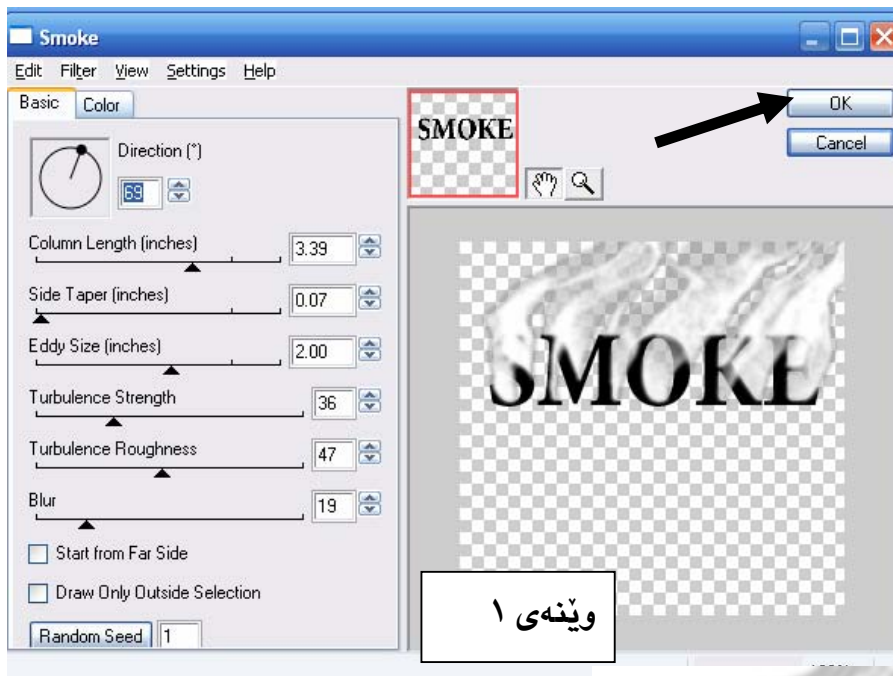 Smoke
Edit Filter View Settings Help
Basic Color
Direction (°)
69
Column Length (inches)
3.39
Side Taper (inches)
0.07
Eddy Size (inches)
2.00
Turbulence Strength
36
Turbulence Roughness
47
Blur
19
Start from Far Side
Draw Only Outside Selection
Random Seed 1
SMOKE
OK
Cancel
SMOKE
وێنەی ١